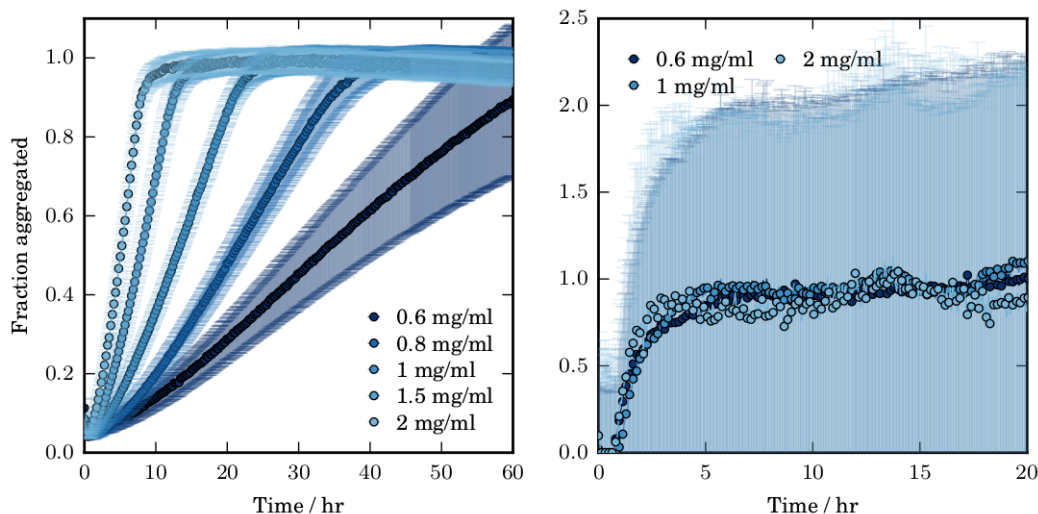 Fraction aggregated
1.0
0.8
0.6
0.4
0.2
0.0
0.6 mg/ml
0.8 mg/ml
1 mg/ml
1.5 mg/ml
2 mg/ml
0 10 20 30 40 50 60
Time / hr
2.5
2.0
1.5
1.0
0.5
0.0
0.6 mg/ml 2 mg/ml
1 mg/ml
0 5 10 15 20
Time / hr